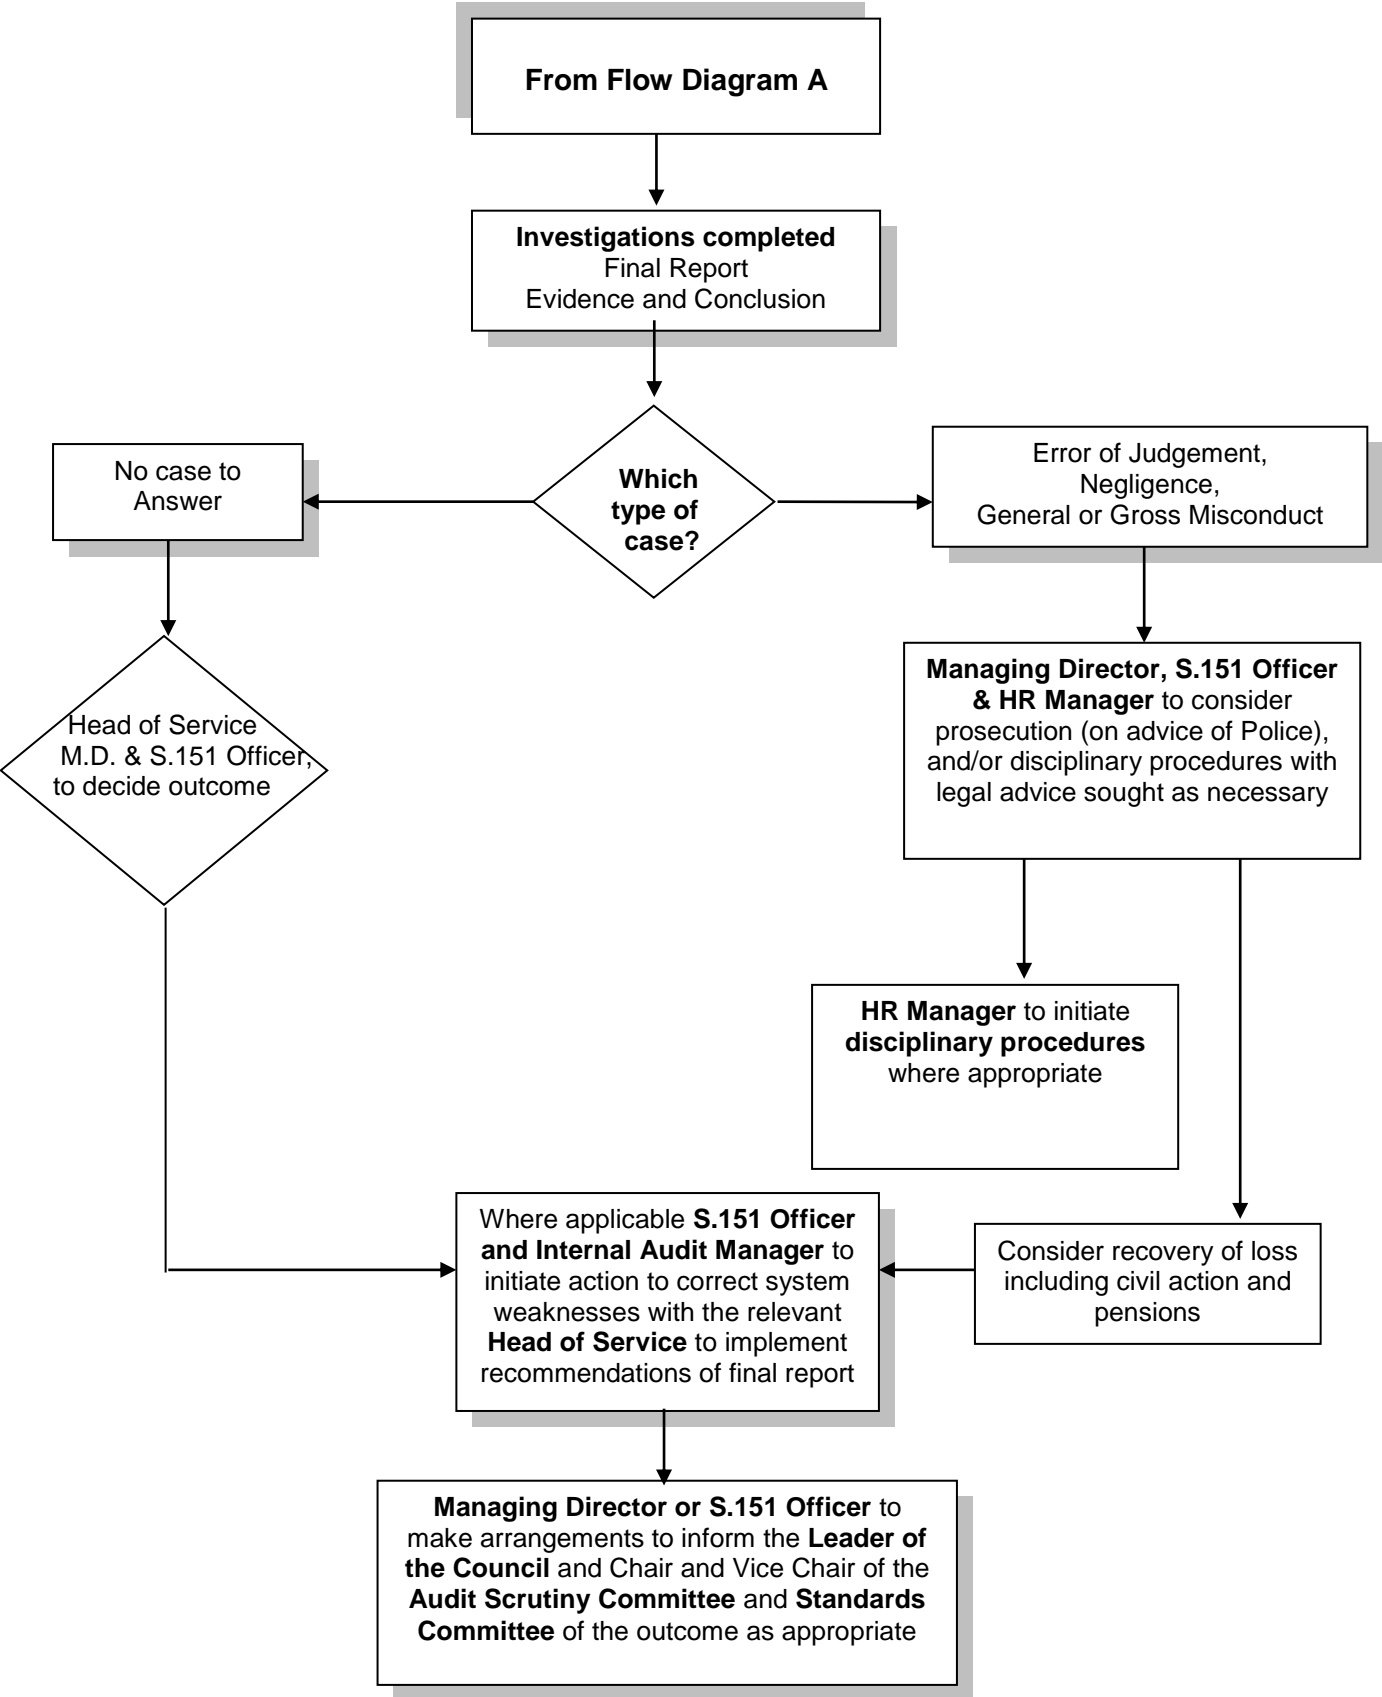 From Flow Diagram A
Investigations completed
Final Report
Evidence and Conclusion
No case to
Answer
Which
type of
case?
Error of Judgement,
Negligence,
General or Gross Misconduct
Head of Service
M.D. & S.151 Officer,
to decide outcome
Managing Director, S.151 Officer
& HR Manager to consider
prosecution (on advice of Police),
and/or disciplinary procedures with
legal advice sought as necessary
HR Manager to initiate
disciplinary procedures
where appropriate
Where applicable S.151 Officer
and Internal Audit Manager to
initiate action to correct system
weaknesses with the relevant
Head of Service to implement
recommendations of final report
Consider recovery of loss
including civil action and
pensions
Managing Director or S.151 Officer to
make arrangements to inform the Leader of
the Council and Chair and Vice Chair of the
Audit Scrutiny Committee and Standards
Committee of the outcome as appropriate